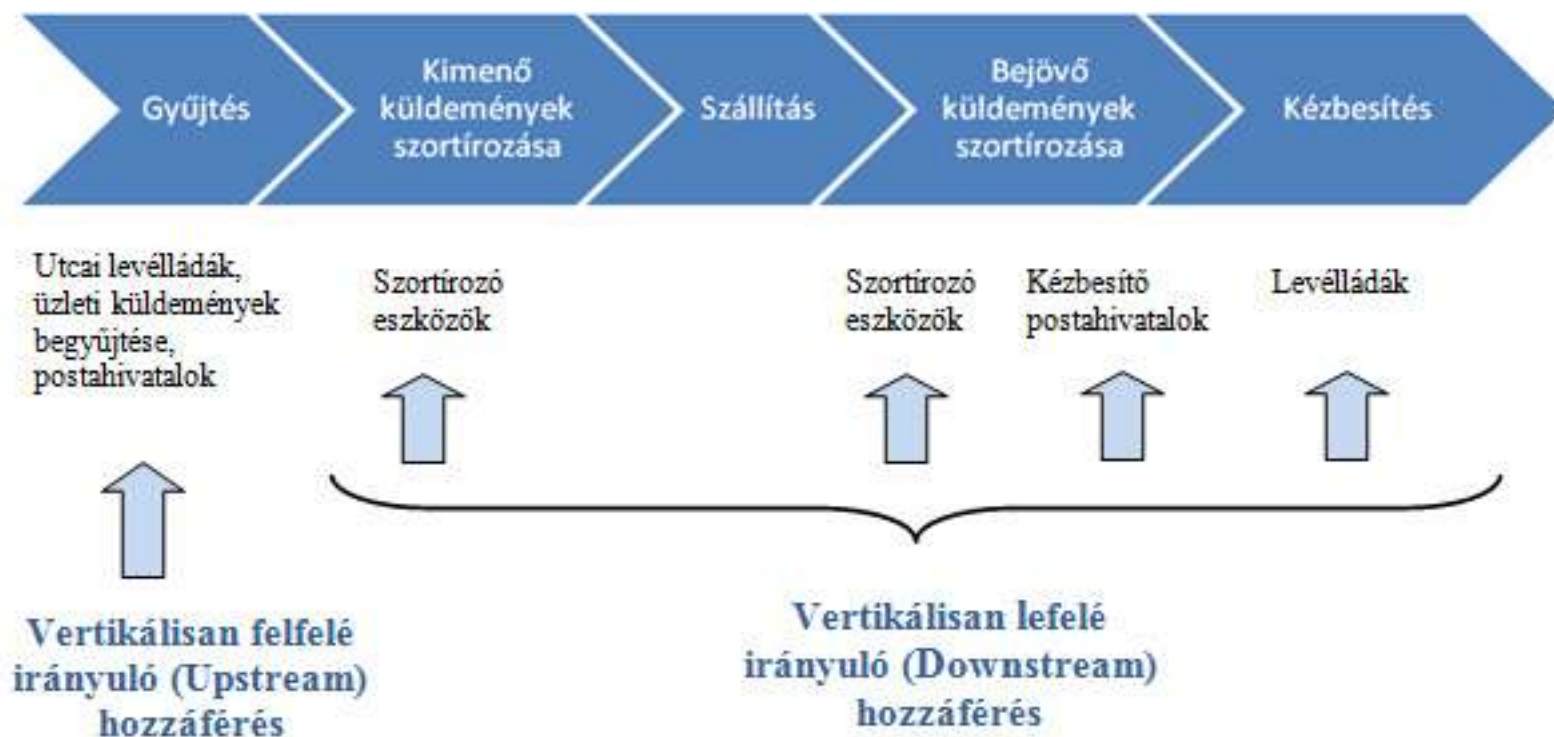 Gyűjtés
Kimenő
küldemények
szortírozása
Szállítás
Bejövő
küldemények
szortírozása
Kézbesítés
Utcai levélládák,
üzleti küldemények
begyűjtése,
postahivatalok
Szortírozó
eszközök
Szortírozó
eszközök
Kézbesítő
postahivatalok
Levélládák
Vertikálisan felfelé
irányuló (Upstream)
hozzáférés
Vertikálisan lefelé
irányuló (Downstream)
hozzáférés